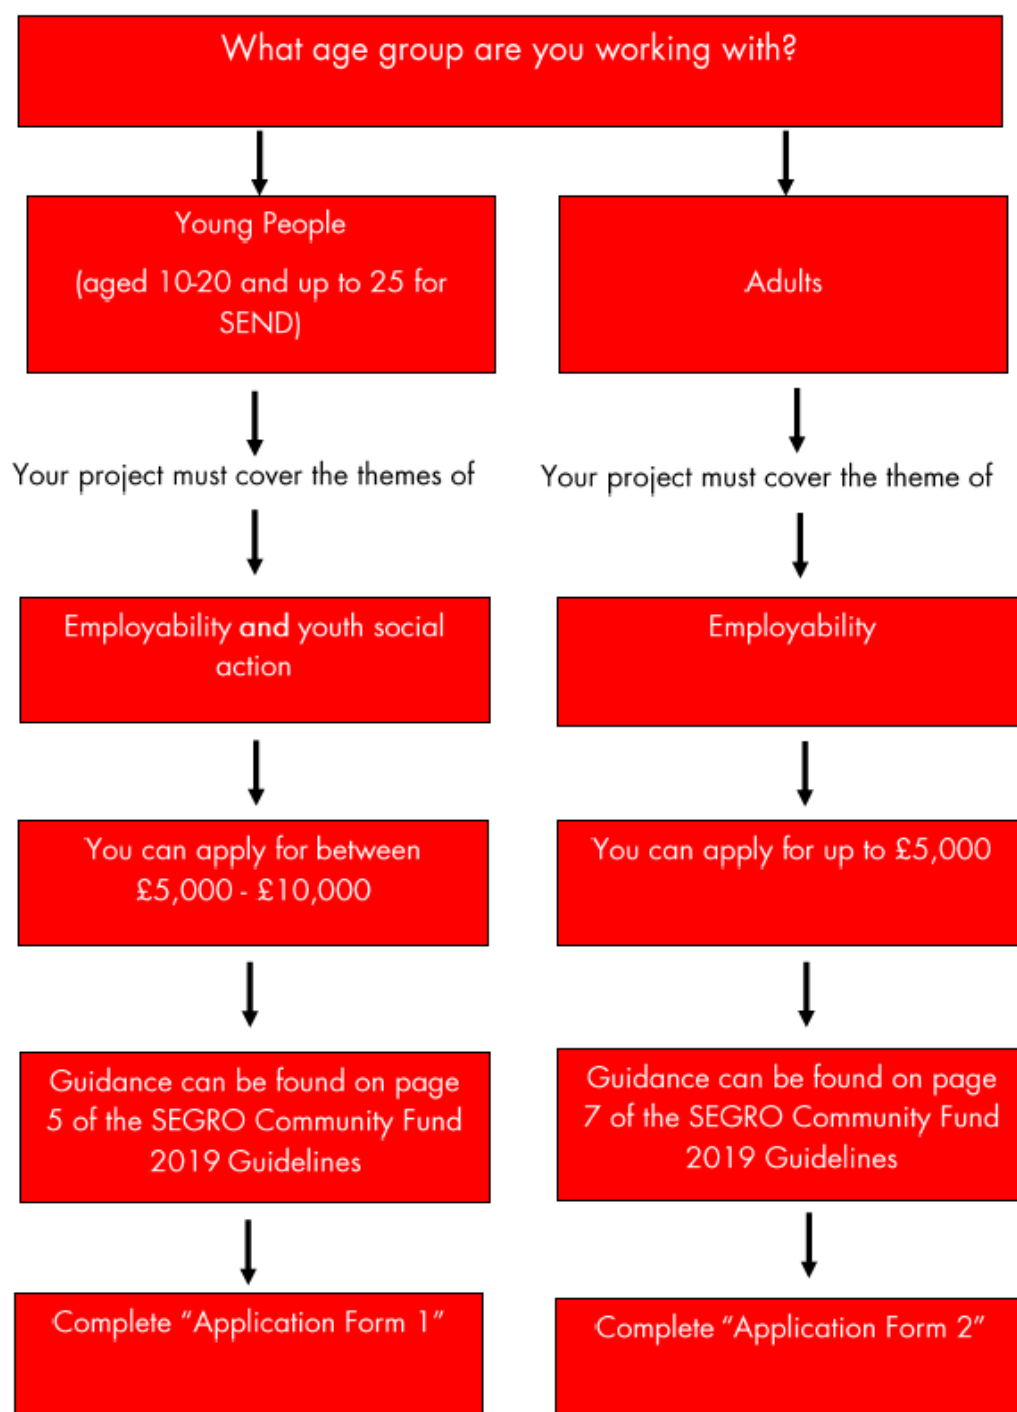 What age group are you working with?
Young People
(aged 10-20 and up to 25 for
SEND)
Adults
Your project must cover the themes of
Your project must cover the theme of
Employability and youth social
action
Employability
You can apply for between
£5,000 - £10,000
You can apply for up to £5,000
Guidance can be found on page
5 of the SEGRO Community Fund
2019 Guidelines
Guidance can be found on page
7 of the SEGRO Community Fund
2019 Guidelines
Complete “Application Form 1”
Complete “Application Form 2”